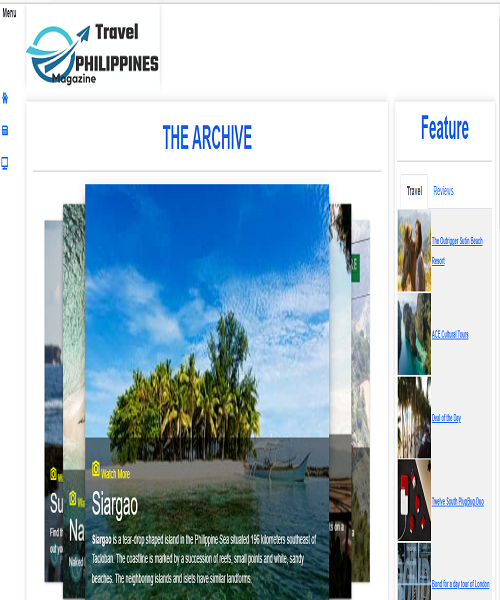 Menu
Travel
PHILIPPINES
Magazine
THE ARCHIVE
Feature
Travel
Reviews
The Outrigger Sutin Beach
Resort
ACE Cultural Tours
Deal of the Day
Twelve South PlugBug Duo
Bond for a day tour of London
Watch More
Siargao
Siargao is a tear-drop shaped island in the Philippine Sea situated 196 kilometers southeast of
Tacloban. The coastline is marked by a succession of reefs, small points and white, sandy
beaches. The neighboring islands and islets have similar landforms.
Su
Find th
out yo
Na
Naked
ts on a